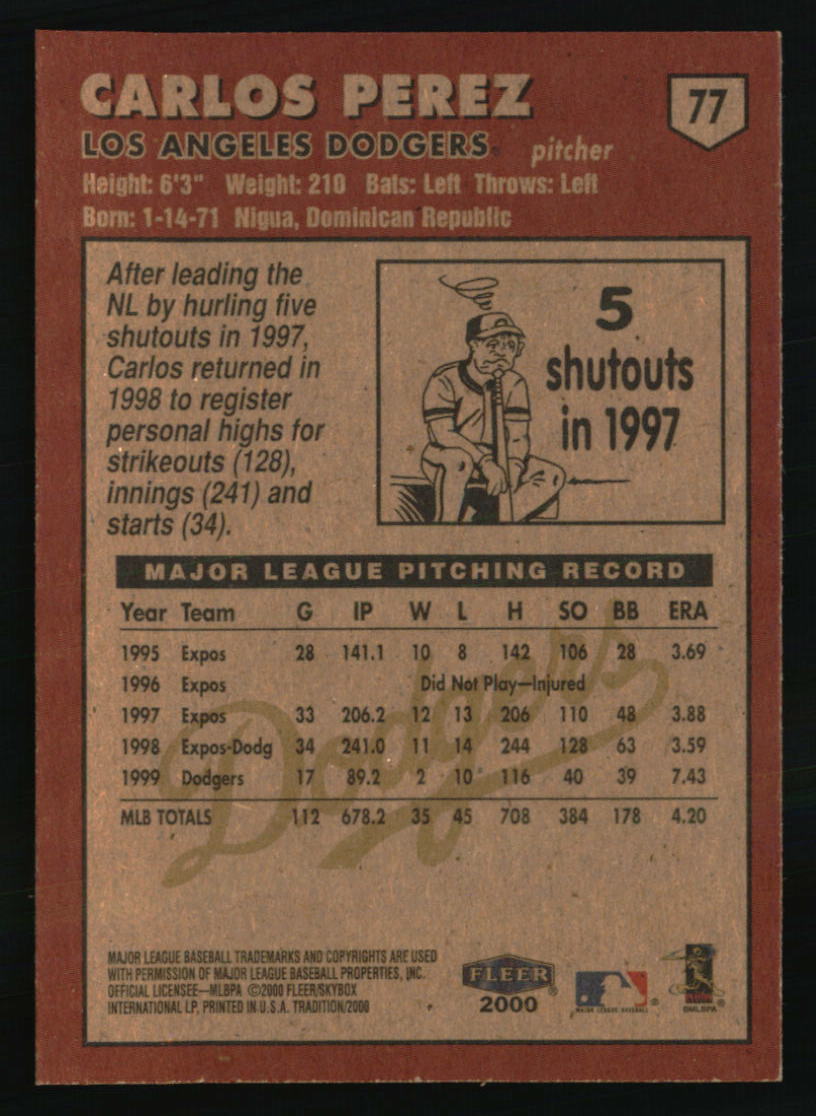 CARLOS PEREZ
77
LOS ANGELES DODGERS® pitcher
Height: 6'3" Weight: 210 Bats: Left Throws: Left
Born: 1-14-71 Nigua, Dominican Republic
After leading the
NL by hurling five
shutouts in 1997,
Carlos returned in
1998 to register
personal highs for
strikeouts (128),
innings (241) and
starts (34).
5
shutouts
in 1997
MAJOR LEAGUE PITCHING RECORD
Year Team G IP W L H SO BB ERA
1995 Expos 28 141.1 10 8 142 106 28 3.69
1996 Expos Did Not Play—Injured
1997 Expos 33 206.2 12 13 206 110 48 3.88
1998 Expos-Dodg 34 241.0 11 14 244 128 63 3.59
1999 Dodgers 17 89.2 2 10 116 40 39 7.43
MLB TOTALS 112 678.2 35 45 708 384 178 4.20
Dodgers
MAJOR LEAGUE BASEBALL TRADEMARKS AND COPYRIGHTS ARE USED
WITH PERMISSION OF MAJOR LEAGUE BASEBALL PROPERTIES, INC.
OFFICIAL LICENSEE—MLBPA ©2000 FLEER/SKYBOX
INTERNATIONAL LP, PRINTED IN U.S.A. TRADITION/2000
FLEER®
2000
MAJOR LEAGUE BASEBALL®
©MLBPA